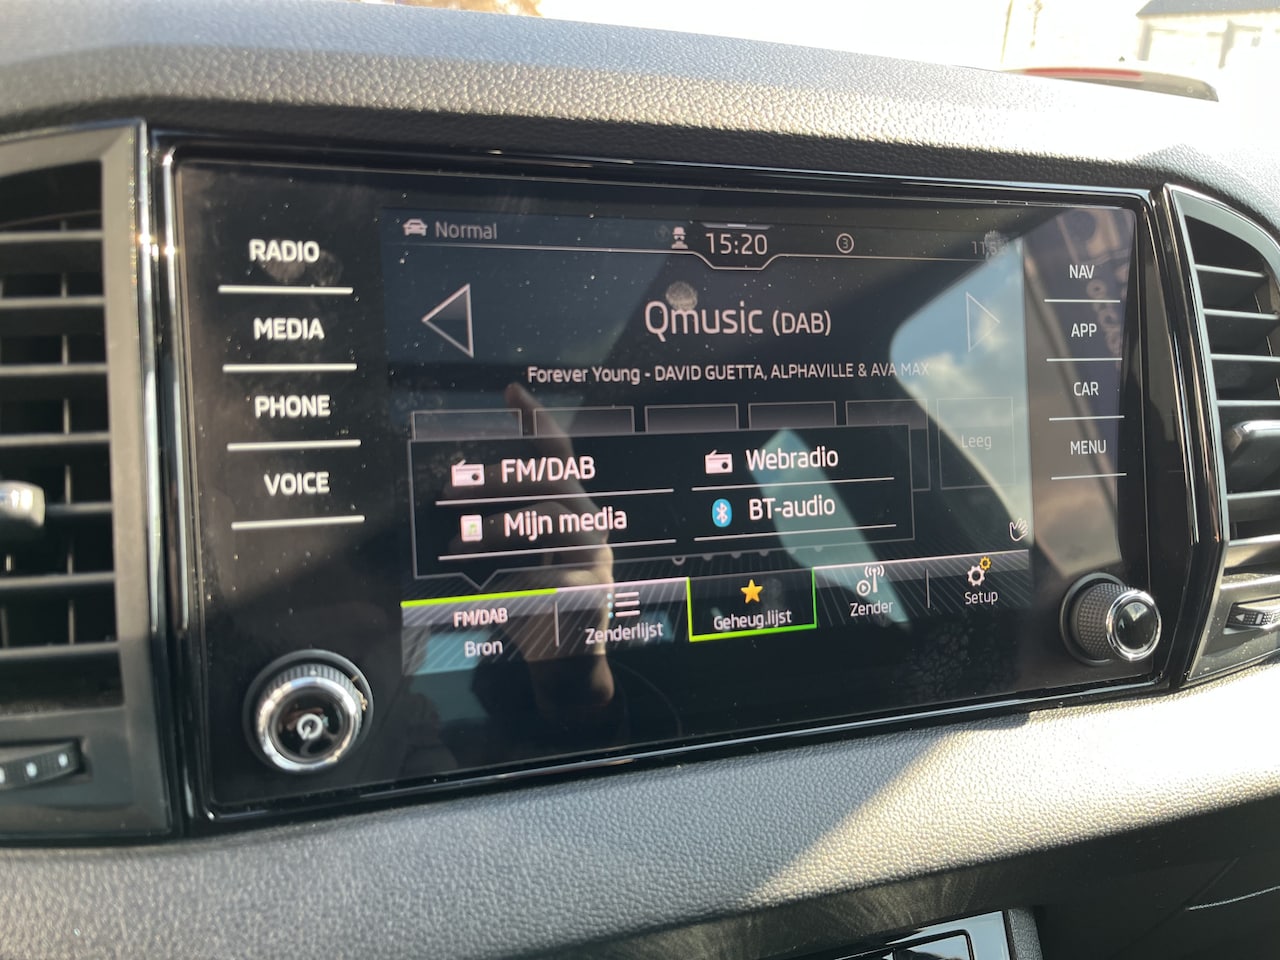 RADIO
MEDIA
PHONE
VOICE
Normal
15:20
3
Qmusic (DAB)
Forever Young - DAVID GUETTA, ALPHAVILLE & AVA MAX
Leeg
FM/DAB
Webradio
Mijn media
BT-audio
FM/DAB
Bron
Zenderlijst
Geheug.lijst
Zender
Setup
NAV
APP
CAR
MENU